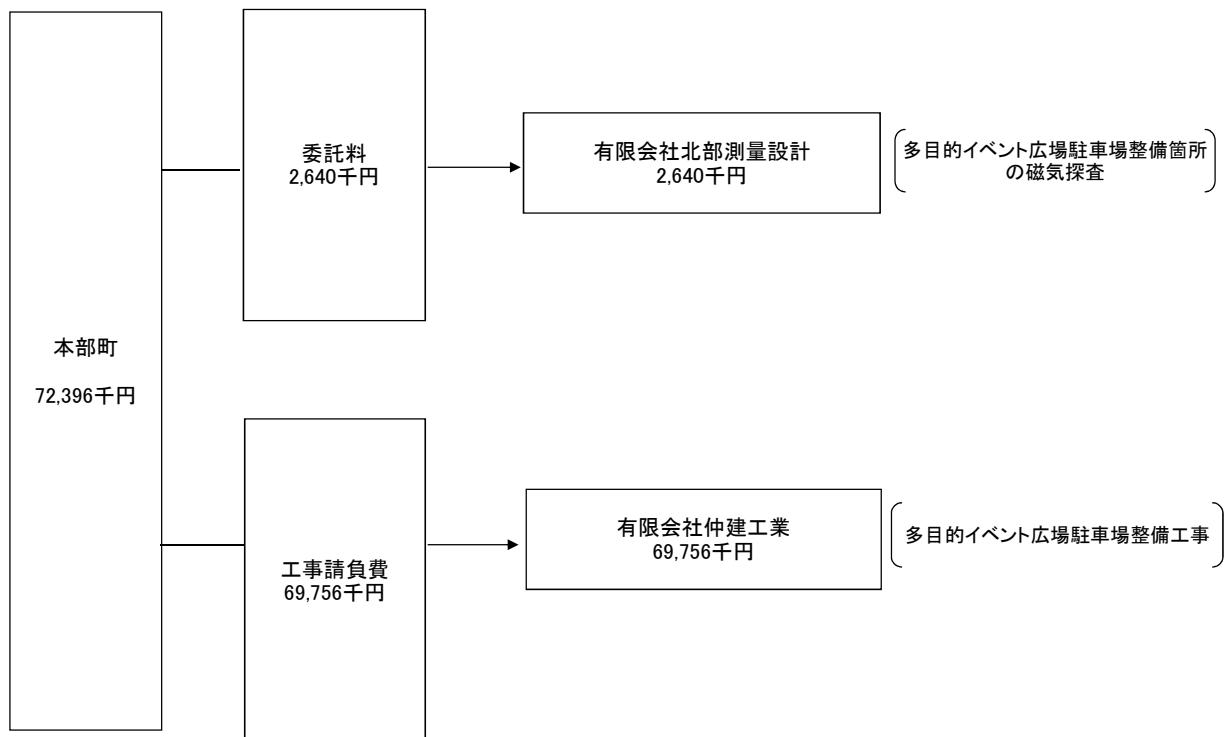 本部町
72,396千円
委託料
2,640千円
有限会社北部測量設計
2,640千円
多目的イベント広場駐車場整備箇所
の磁気探査
工事請負費
69,756千円
有限会社仲建工業
69,756千円
多目的イベント広場駐車場整備工事